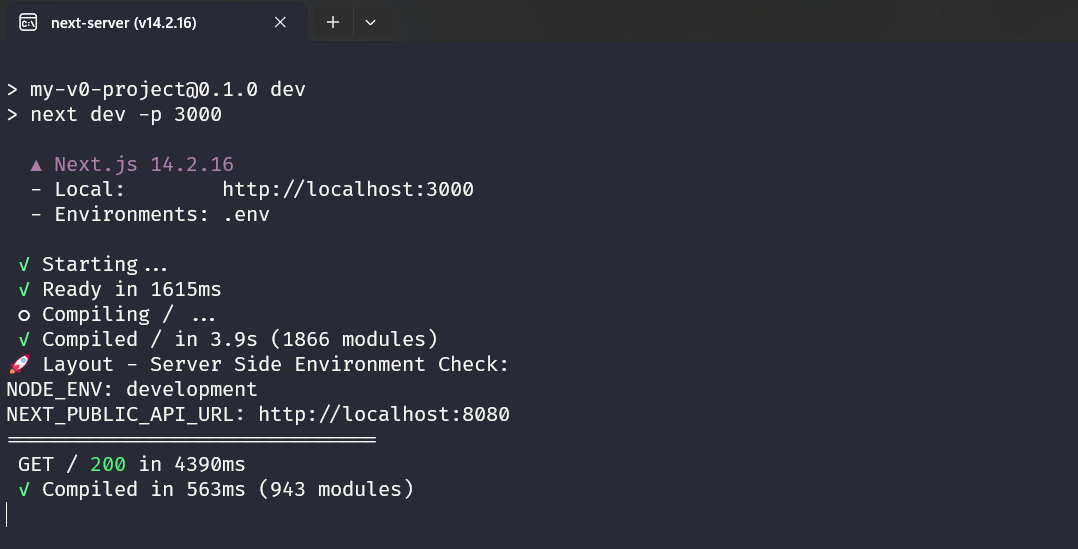 next-server (v14.2.16)
> my-v0-project@0.1.0 dev
> next dev -p 3000
▲ Next.js 14.2.16
- Local: http://localhost:3000
- Environments: .env
√ Starting...
√ Ready in 1615ms
○ Compiling / ...
√ Compiled / in 3.9s (1866 modules)
🚀 Layout - Server Side Environment Check:
NODE_ENV: development
NEXT_PUBLIC_API_URL: http://localhost:8080
===============================
GET / 200 in 4390ms
√ Compiled in 563ms (943 modules)